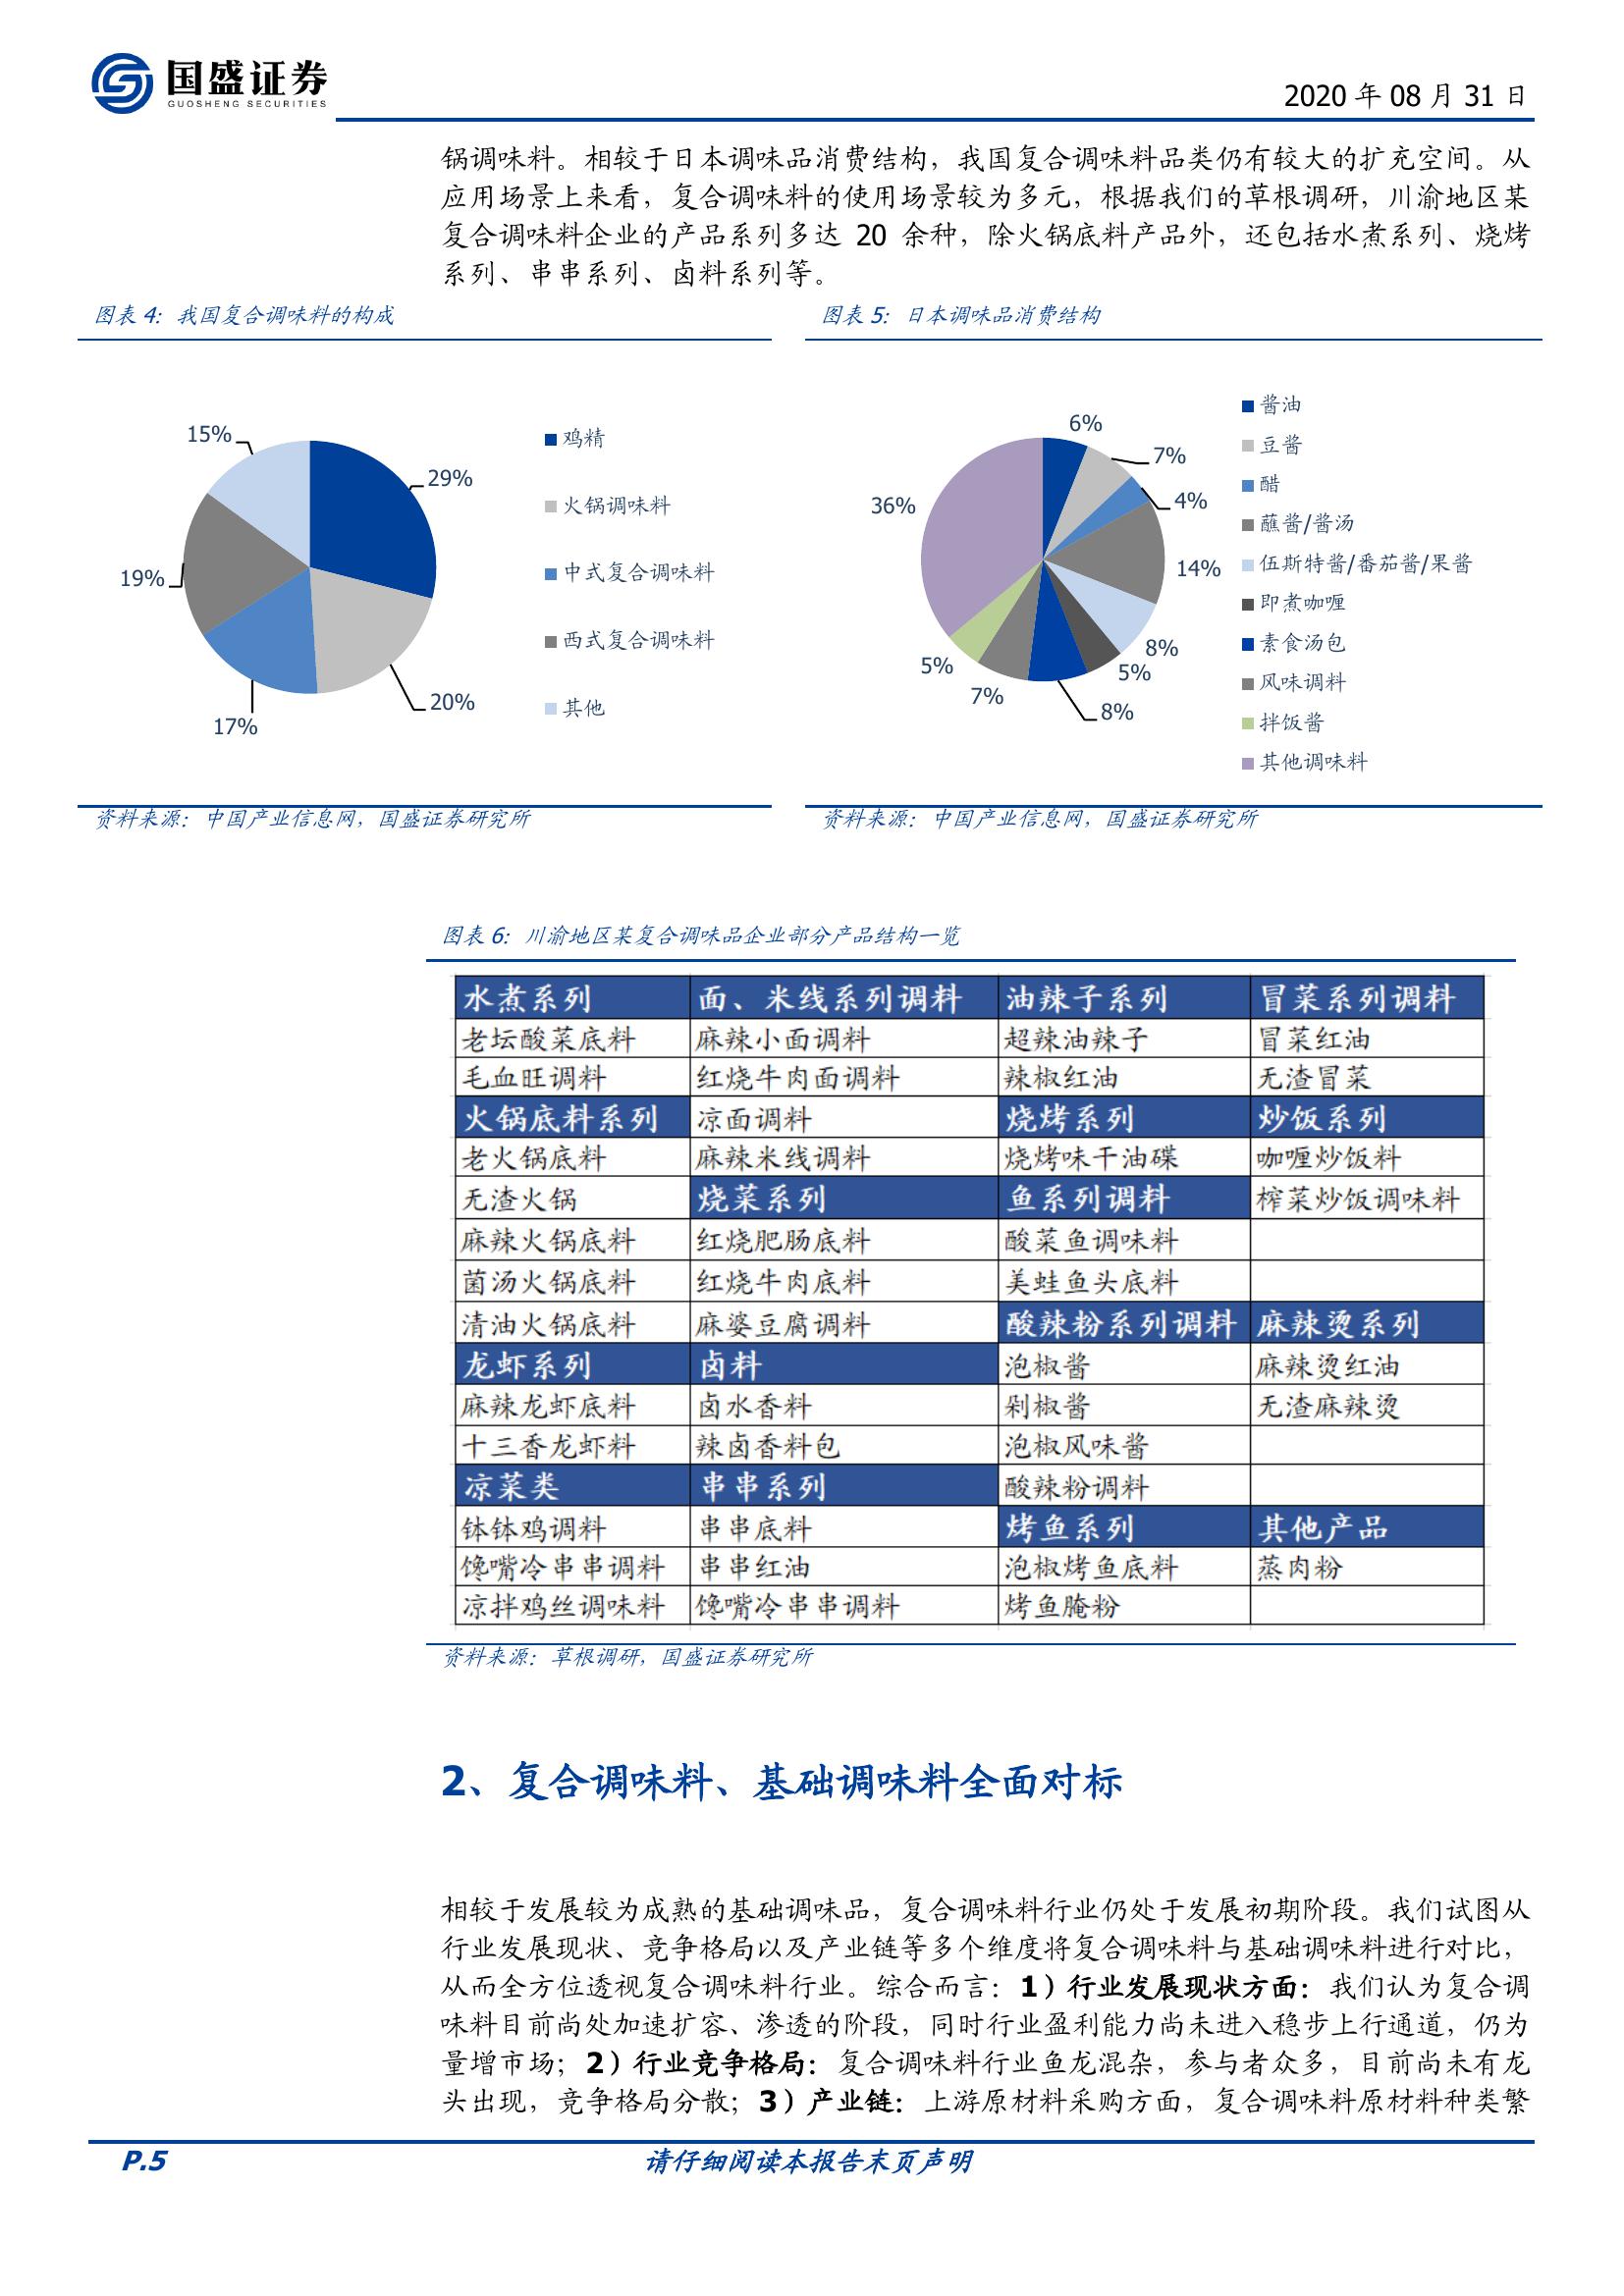 国盛证券
GUOSHENG SECURITIES
2020 年 08 月 31 日
锅调味料。相较于日本调味品消费结构，我国复合调味料品类仍有较大的扩充空间。从
应用场景上来看，复合调味料的使用场景较为多元，根据我们的草根调研，川渝地区某
复合调味料企业的产品系列多达 20 余种，除火锅底料产品外，还包括水煮系列、烧烤
系列、串串系列、卤料系列等。
图表 4：我国复合调味料的构成
15%
29%
19%
20%
17%
鸡精
火锅调味料
中式复合调味料
西式复合调味料
其他
资料来源：中国产业信息网，国盛证券研究所
图表 5：日本调味品消费结构
6%
7%
4%
36%
14%
8%
5%
5%
7%
8%
酱油
豆酱
醋
蘸酱/酱汤
伍斯特酱/番茄酱/果酱
即煮咖喱
素食汤包
风味调料
拌饭酱
其他调味料
资料来源：中国产业信息网，国盛证券研究所
图表 6：川渝地区某复合调味品企业部分产品结构一览
水煮系列 面、米线系列调料 油辣子系列 冒菜系列调料
老坛酸菜底料 麻辣小面调料 超辣油辣子 冒菜红油
毛血旺调料 红烧牛肉面调料 辣椒红油 无渣冒菜
火锅底料系列 凉面调料 烧烤系列 炒饭系列
老火锅底料 麻辣米线调料 烧烤味干油碟 咖喱炒饭料
无渣火锅 烧菜系列 鱼系列调料 榨菜炒饭调味料
麻辣火锅底料 红烧肥肠底料 酸菜鱼调味料
菌汤火锅底料 红烧牛肉底料 美蛙鱼头底料
清油火锅底料 麻婆豆腐调料 酸辣粉系列调料 麻辣烫系列
龙虾系列 卤料 泡椒酱 麻辣烫红油
麻辣龙虾底料 卤水香料 剁椒酱 无渣麻辣烫
十三香龙虾料 辣卤香料包 泡椒风味酱
凉菜类 串串系列 酸辣粉调料
钵钵鸡调料 串串底料 烤鱼系列 其他产品
馋嘴冷串串调料 串串红油 泡椒烤鱼底料 蒸肉粉
凉拌鸡丝调味料 馋嘴冷串串调料 烤鱼腌粉
资料来源：草根调研，国盛证券研究所
2、复合调味料、基础调味料全面对标
相较于发展较为成熟的基础调味品，复合调味料行业仍处于发展初期阶段。我们试图从
行业发展现状、竞争格局以及产业链等多个维度将复合调味料与基础调味料进行对比，
从而全方位透视复合调味料行业。综合而言：1）行业发展现状方面：我们认为复合调
味料目前尚处加速扩容、渗透的阶段，同时行业盈利能力尚未进入稳步上行通道，仍为
量增市场；2）行业竞争格局：复合调味料行业鱼龙混杂，参与者众多，目前尚未有龙
头出现，竞争格局分散；3）产业链：上游原材料采购方面，复合调味料原材料种类繁
P.5
请仔细阅读本报告末页声明